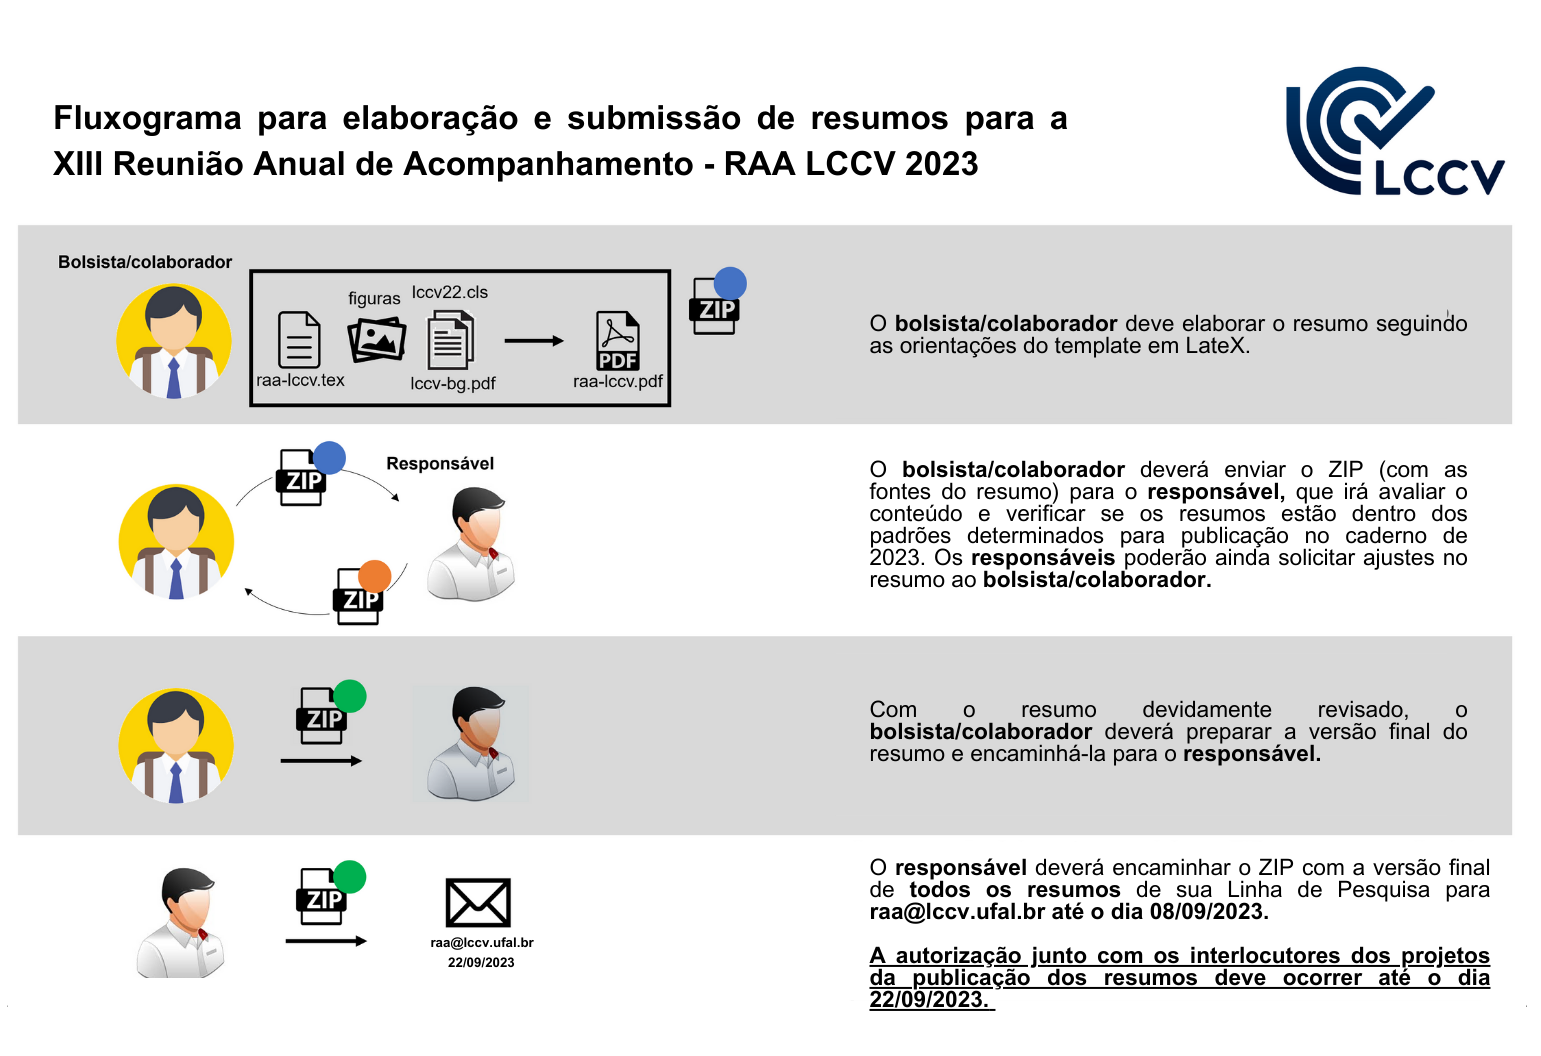 Fluxograma para elaboração e submissão de resumos para a
XIII Reunião Anual de Acompanhamento - RAA LCCV 2023
LCCV
Bolsista/colaborador
figuras
lccv22.cls
raa-lccv.tex
lccv-bg.pdf
PDF
raa-lccv.pdf
ZIP
O bolsista/colaborador deve elaborar o resumo seguindo
as orientações do template em LateX.
ZIP
Responsável
ZIP
O bolsista/colaborador deverá enviar o ZIP (com as
fontes do resumo) para o responsável, que irá avaliar o
conteúdo e verificar se os resumos estão dentro dos
padrões determinados para publicação no caderno de
2023. Os responsáveis poderão ainda solicitar ajustes no
resumo ao bolsista/colaborador.
ZIP
Com o resumo devidamente revisado, o
bolsista/colaborador deverá preparar a versão final do
resumo e encaminhá-la para o responsável.
ZIP
raa@lccv.ufal.br
22/09/2023
O responsável deverá encaminhar o ZIP com a versão final
de todos os resumos de sua Linha de Pesquisa para
raa@lccv.ufal.br até o dia 08/09/2023.
A autorização junto com os interlocutores dos projetos
da publicação dos resumos deve ocorrer até o dia
22/09/2023.